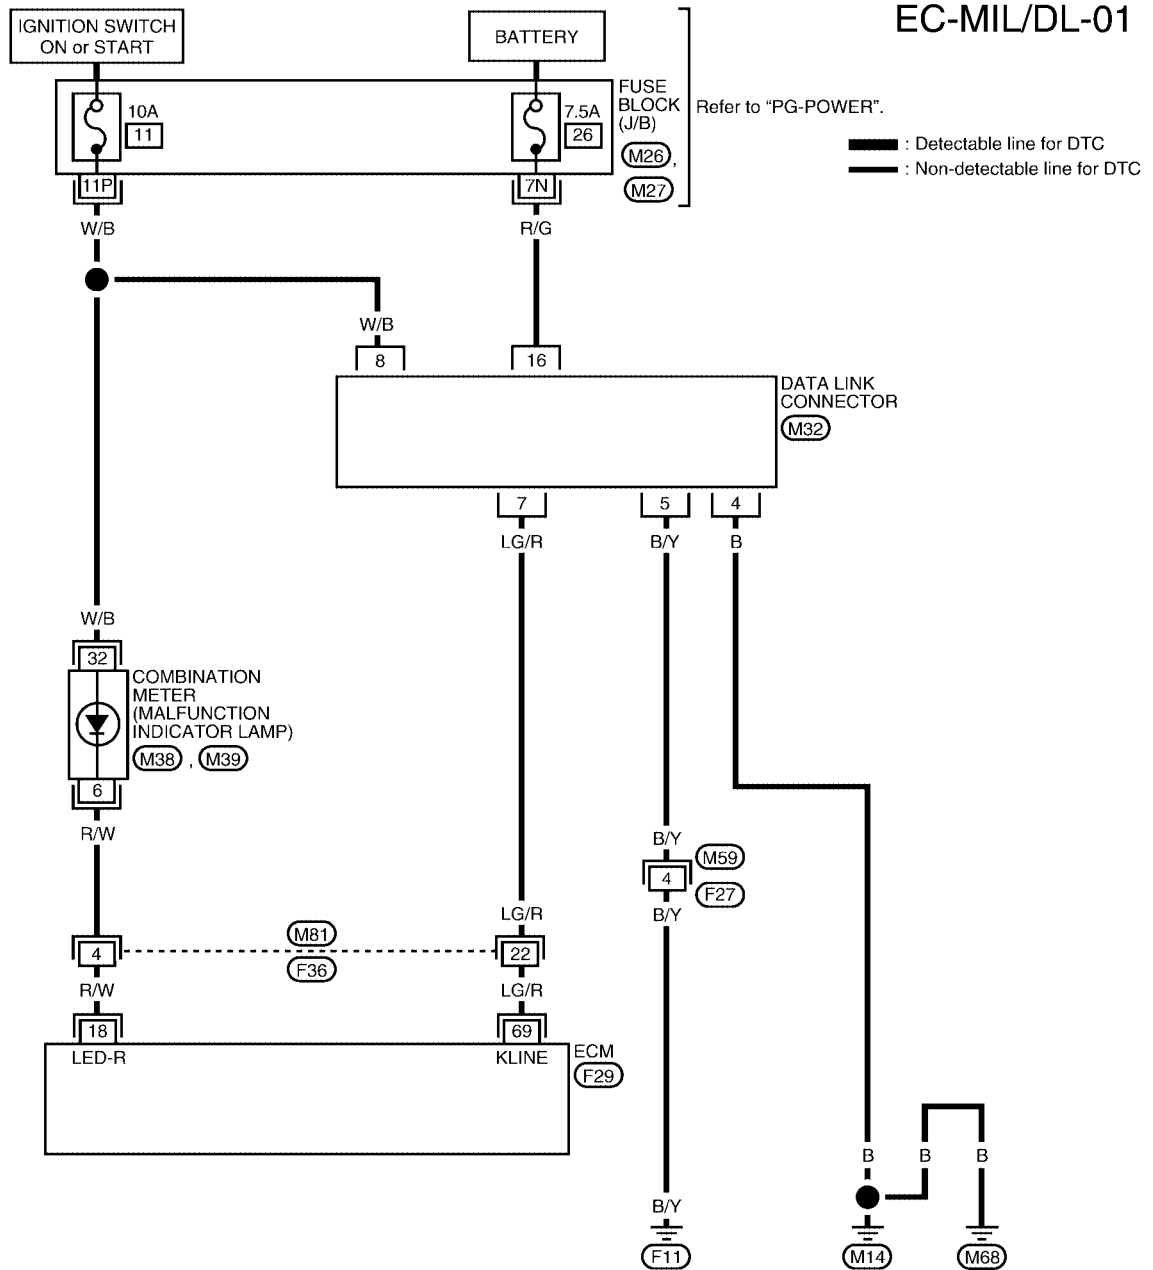 EC-MIL/DL-01
IGNITION SWITCH
ON or START
BATTERY
10A
11
7.5A
26
FUSE
BLOCK
(J/B)
M26 ,
M27
Refer to “PG-POWER”.
: Detectable line for DTC
: Non-detectable line for DTC
11P
7N
W/B
R/G
W/B
8
16
DATA LINK
CONNECTOR
M32
7
5
4
LG/R
B/Y
B
W/B
32
COMBINATION
METER
(MALFUNCTION
INDICATOR LAMP)
M38 , M39
6
R/W
B/Y
M59
4
F27
B/Y
LG/R
M81
4
22
F36
R/W
LG/R
18
69
LED-R
KLINE
ECM
F29
B
B
B
B/Y
F11
M14
M68